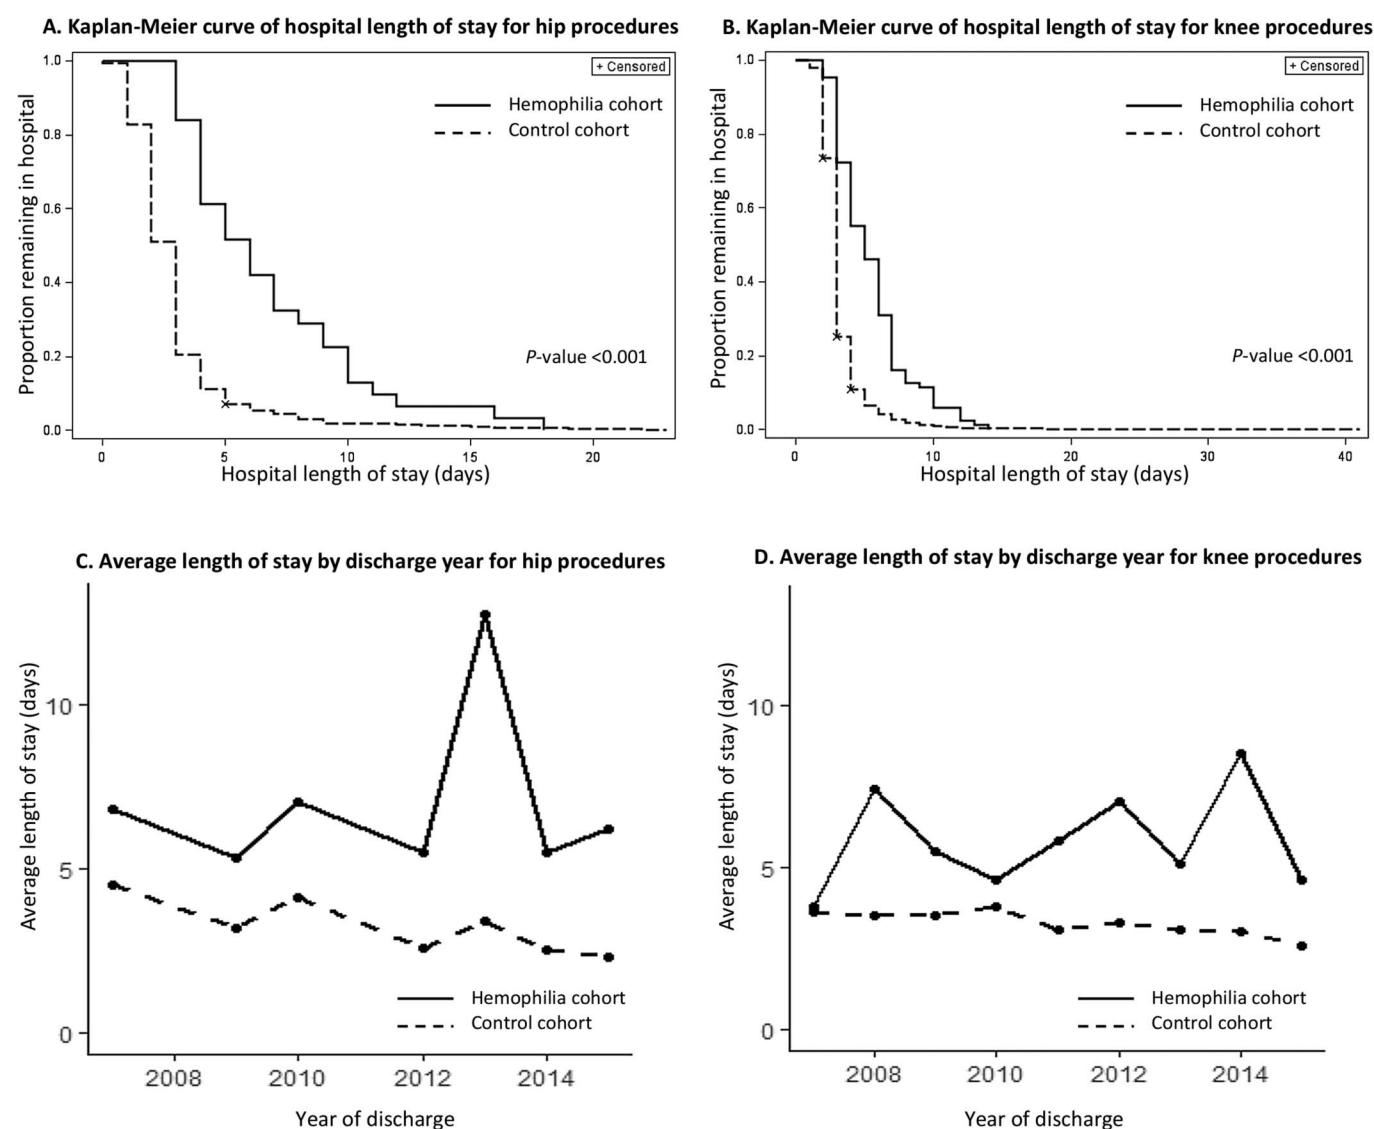 A. Kaplan-Meier curve of hospital length of stay for hip procedures
1.0
0.8
0.6
0.4
0.2
0.0
Proportion remaining in hospital
+ Censored
Hemophilia cohort
Control cohort
P-value <0.001
0 5 10 15 20
Hospital length of stay (days)
B. Kaplan-Meier curve of hospital length of stay for knee procedures
1.0
0.8
0.6
0.4
0.2
0.0
Proportion remaining in hospital
+ Censored
Hemophilia cohort
Control cohort
P-value <0.001
0 10 20 30 40
Hospital length of stay (days)
C. Average length of stay by discharge year for hip procedures
10
5
0
Average length of stay (days)
Hemophilia cohort
Control cohort
2008 2010 2012 2014
Year of discharge
D. Average length of stay by discharge year for knee procedures
10
5
0
Average length of stay (days)
Hemophilia cohort
Control cohort
2008 2010 2012 2014
Year of discharge